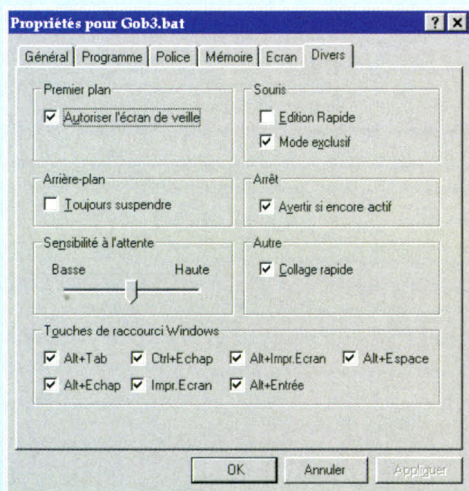 Propriétés pour Gob3.bat
Général Programme Police Mémoire Ecran Divers
Premier plan
Autoriser l'écran de veille
Souris
Edition Rapide
Mode exclusif
Arrière-plan
Toujours suspendre
Arrêt
Avertir si encore actif
Sensibilité à l'attente
Basse Haute
Autre
Collage rapide
Touches de raccourci Windows
Alt+Tab Ctrl+Echap Alt+Impr.Ecran Alt+Espace
Alt+Echap Impr.Ecran Alt+Entrée
OK Annuler Appliquer